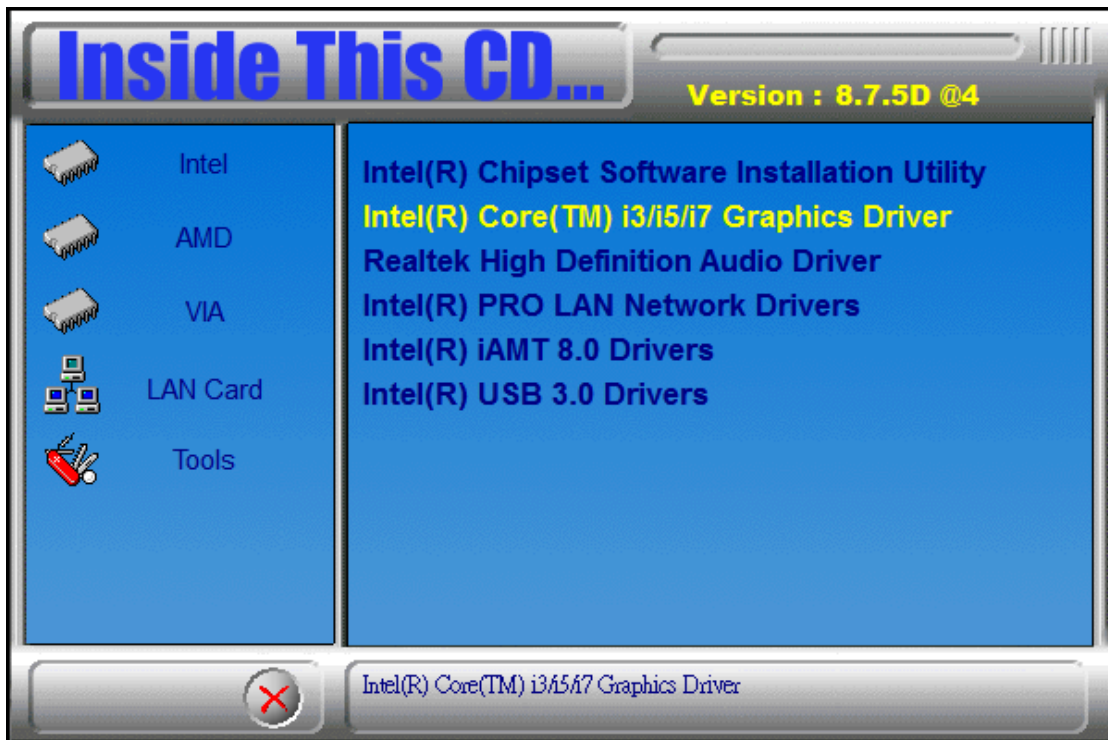 Inside This CD...
Version : 8.7.5D @4
Intel
AMD
VIA
LAN Card
Tools
Intel(R) Chipset Software Installation Utility
Intel(R) Core(TM) i3/i5/i7 Graphics Driver
Realtek High Definition Audio Driver
Intel(R) PRO LAN Network Drivers
Intel(R) iAMT 8.0 Drivers
Intel(R) USB 3.0 Drivers
Intel(R) Core(TM) i3/i5/i7 Graphics Driver